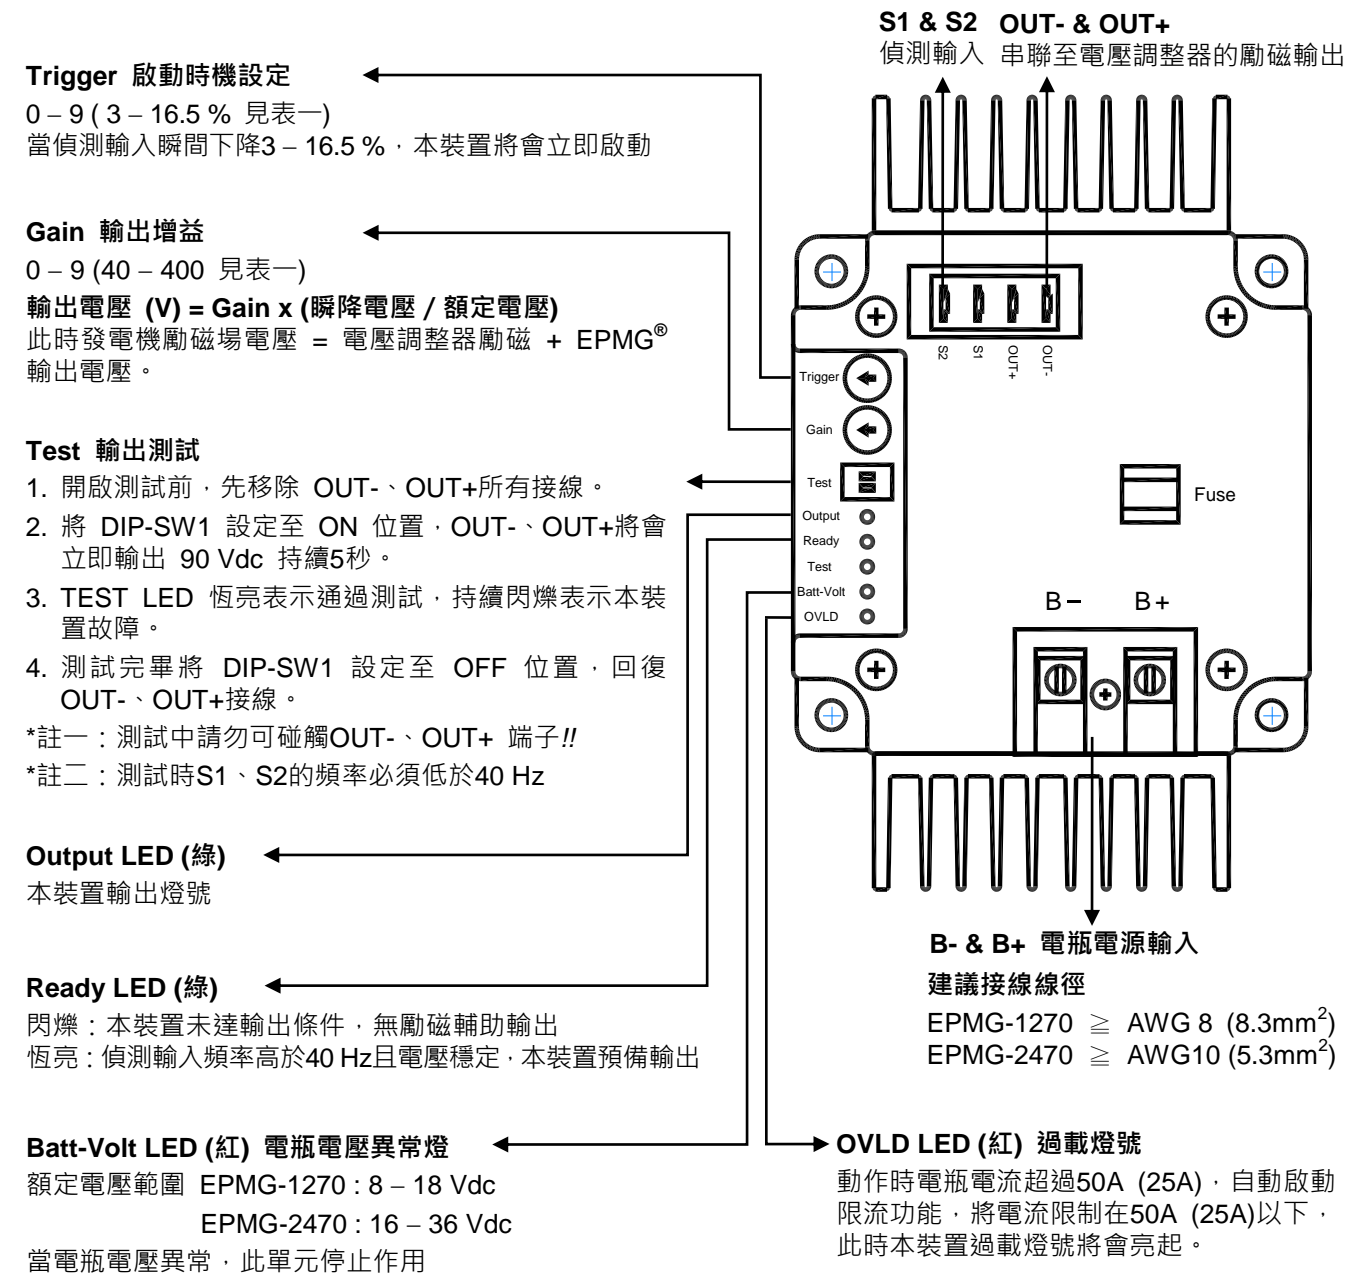 S1 & S2 OUT- & OUT+
偵測輸入 串聯至電壓調整器的勵磁輸出
Trigger 啟動時機設定
0 – 9 ( 3 – 16.5 % 見表一)
當偵測輸入瞬間下降3 – 16.5 %，本裝置將會立即啟動
Gain 輸出增益
0 – 9 (40 – 400 見表一)
輸出電壓 (V) = Gain x (瞬降電壓 / 額定電壓)
此時發電機勵磁場電壓 = 電壓調整器勵磁 + EPMG®
輸出電壓。
Test 輸出測試
1. 開啟測試前，先移除 OUT-、OUT+所有接線。
2. 將 DIP-SW1 設定至 ON 位置，OUT-、OUT+將會
立即輸出 90 Vdc 持續5秒。
3. TEST LED 恆亮表示通過測試，持續閃爍表示本裝
置故障。
4. 測試完畢將 DIP-SW1 設定至 OFF 位置，回復
OUT-、OUT+接線。
*註一：測試中請勿可碰觸OUT-、OUT+ 端子!!
*註二：測試時S1、S2的頻率必須低於40 Hz
Output LED (綠)
本裝置輸出燈號
Ready LED (綠)
閃爍：本裝置未達輸出條件，無勵磁輔助輸出
恆亮：偵測輸入頻率高於40 Hz且電壓穩定，本裝置預備輸出
Batt-Volt LED (紅) 電瓶電壓異常燈
額定電壓範圍 EPMG-1270 : 8 – 18 Vdc
EPMG-2470 : 16 – 36 Vdc
當電瓶電壓異常，此單元停止作用
S2
S1
OUT+
OUT-
Trigger
Gain
Test
Output
Ready
Test
Batt-Volt
OVLD
Fuse
B– B+
B- & B+ 電瓶電源輸入
建議接線線徑
EPMG-1270 ≧ AWG 8 (8.3mm²)
EPMG-2470 ≧ AWG10 (5.3mm²)
OVLD LED (紅) 過載燈號
動作時電瓶電流超過50A (25A)，自動啟動
限流功能，將電流限制在50A (25A)以下，
此時本裝置過載燈號將會亮起。